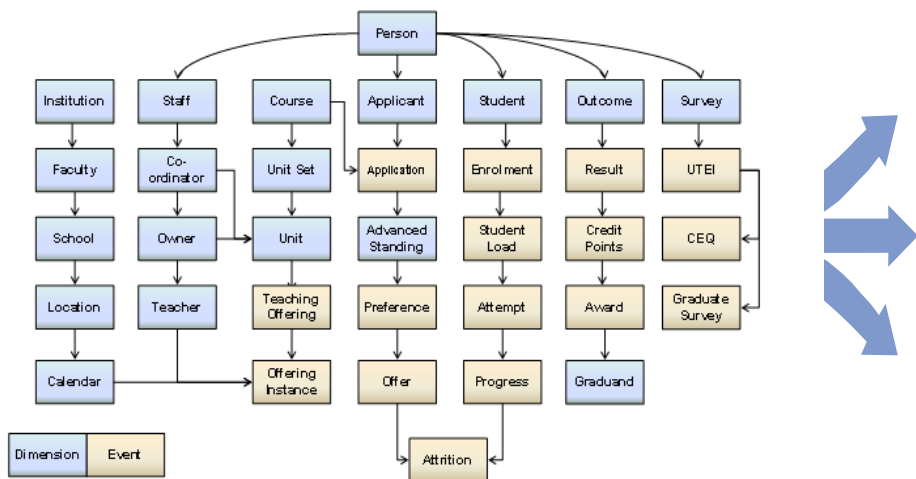 Person
Institution
Staff
Course
Applicant
Student
Outcome
Survey
Faculty
Co-
ordinator
Unit Set
Application
Enrolment
Result
UTEI
School
Owner
Unit
Advanced
Standing
Student
Load
Credit
Points
CEQ
Location
Teacher
Teaching
Offering
Preference
Attempt
Award
Graduate
Survey
Calendar
Offering
Instance
Offer
Progress
Graduand
Dimension
Event
Attrition